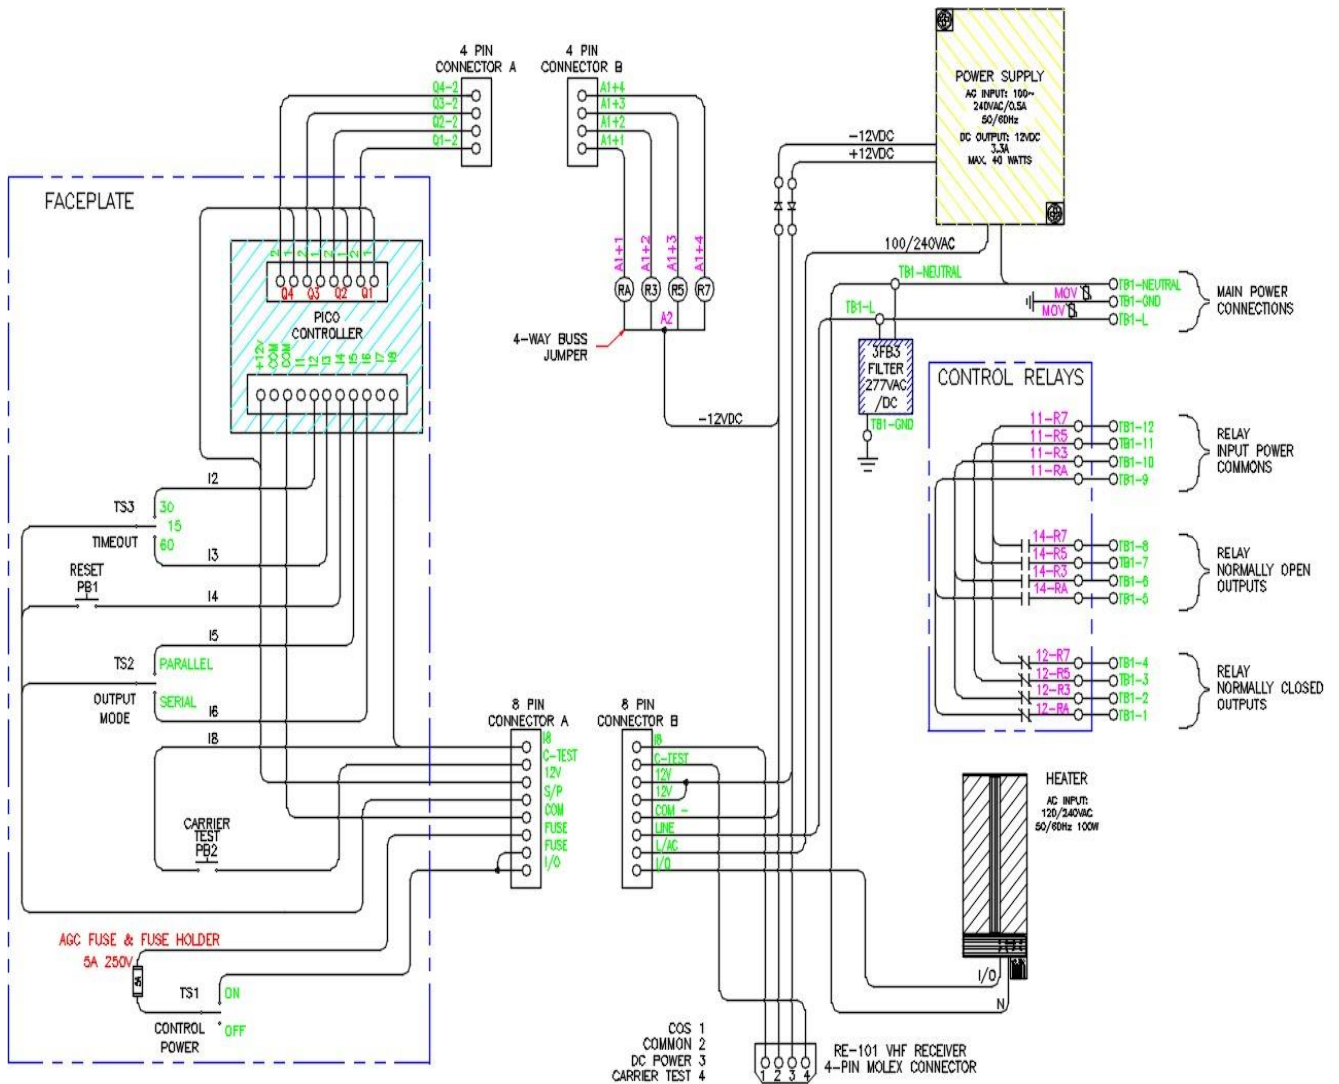 4 PIN
CONNECTOR A
Q4-2
Q3-2
Q2-2
Q1-2
4 PIN
CONNECTOR B
A1+4
A1+3
A1+2
A1+1
POWER SUPPLY
AC INPUT: 100~
240VAC/0.5A
50/60Hz
DC OUTPUT: 12VDC
3.3A
MAX. 40 WATTS
-12VDC
+12VDC
100/240VAC
FACEPLATE
2 1 2 1 2 1 2 1
Q4 Q3 Q2 Q1
PICO
CONTROLLER
+12V COM COM I1 I2 I3 I4 I5 I6 I7 I8
A1+1 A1+2 A1+3 A1+4
RA R3 R5 R7
A2
4-WAY BUSS
JUMPER
-12VDC
TB1-NEUTRAL
TB1-L
3FB3
FILTER
277VAC
/DC
TB1-GND
MOV
MOV
TB1-NEUTRAL
TB1-GND
TB1-L
MAIN POWER
CONNECTIONS
CONTROL RELAYS
11-R7 TB1-12
11-R5 TB1-11
11-R3 TB1-10
11-RA TB1-9
RELAY
INPUT POWER
COMMONS
14-R7 TB1-8
14-R5 TB1-7
14-R3 TB1-6
14-RA TB1-5
RELAY
NORMALLY OPEN
OUTPUTS
12-R7 TB1-4
12-R5 TB1-3
12-R3 TB1-2
12-RA TB1-1
RELAY
NORMALLY CLOSED
OUTPUTS
I2
TS3 30
15
TIMEOUT 60
I3
RESET
PB1
I4
I5
TS2 PARALLEL
OUTPUT
MODE
SERIAL
I6
I8
CARRIER
TEST
PB2
8 PIN
CONNECTOR A
I8
C-TEST
12V
S/P
COM
FUSE
FUSE
I/O
8 PIN
CONNECTOR B
I8
C-TEST
12V
12V
COM -
LINE
L/AC
I/O
AGC FUSE & FUSE HOLDER
5A 250V
5A
TS1 ON
CONTROL
POWER
OFF
HEATER
AC INPUT:
120/240VAC
50/60Hz 100W
I/O
N
COS 1
COMMON 2
DC POWER 3
CARRIER TEST 4
1 2 3 4
RE-101 VHF RECEIVER
4-PIN MOLEX CONNECTOR